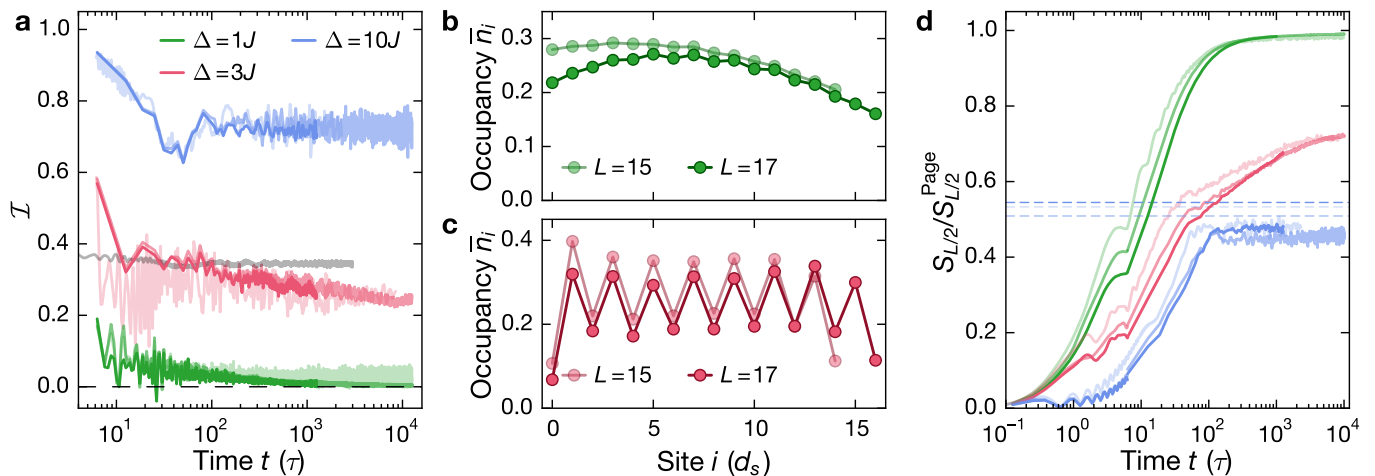 a
Δ = 1J
Δ = 10J
Δ = 3J
1.0
0.8
0.6
0.4
0.2
0.0
ℐ
10¹
10²
10³
10⁴
Time t (τ)
b
0.3
0.2
0.1
0.0
Occupancy n̅ᵢ
L = 15
L = 17
c
0.4
0.2
0.0
Occupancy n̅ᵢ
L = 15
L = 17
0
5
10
15
Site i (dₛ)
d
1.0
0.8
0.6
0.4
0.2
0.0
S_{L/2}/S_{L/2}^{Page}
10⁻¹
10⁰
10¹
10²
10³
10⁴
Time t (τ)